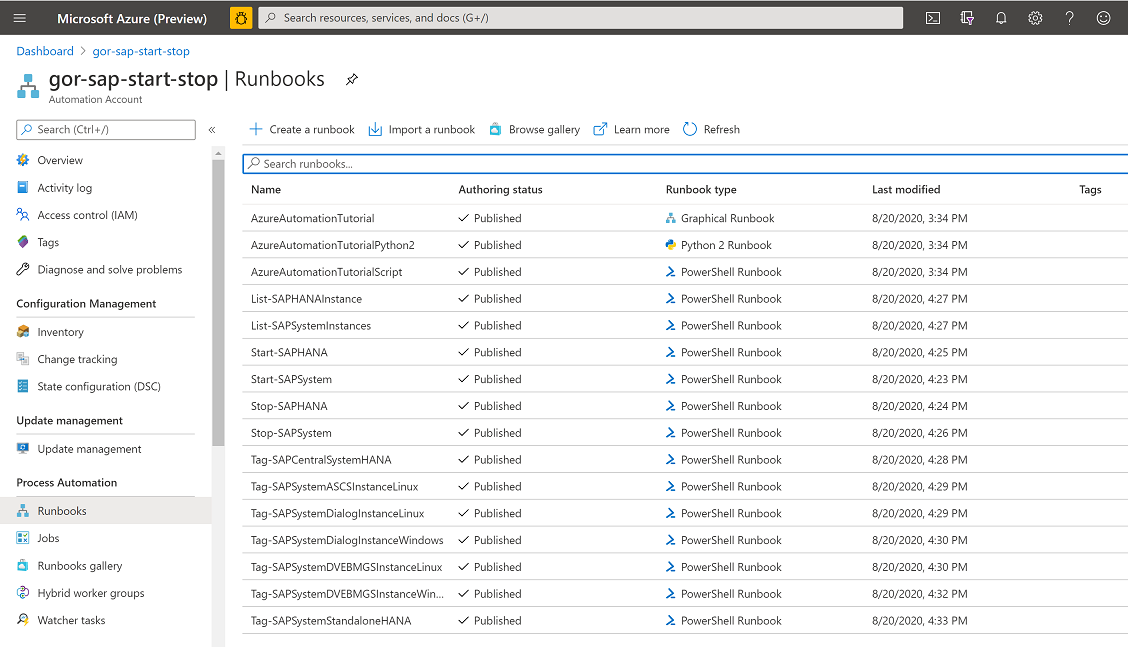 Microsoft Azure (Preview) Search resources, services, and docs (G+/)
Dashboard > gor-sap-start-stop
gor-sap-start-stop | Runbooks
Automation Account
Search (Ctrl+/) «
Overview
Activity log
Access control (IAM)
Tags
Diagnose and solve problems
Configuration Management
Inventory
Change tracking
State configuration (DSC)
Update management
Update management
Process Automation
Runbooks
Jobs
Runbooks gallery
Hybrid worker groups
Watcher tasks
Create a runbook Import a runbook Browse gallery Learn more Refresh
Search runbooks...
Name Authoring status Runbook type Last modified Tags
AzureAutomationTutorial Published Graphical Runbook 8/20/2020, 3:34 PM
AzureAutomationTutorialPython2 Published Python 2 Runbook 8/20/2020, 3:34 PM
AzureAutomationTutorialScript Published PowerShell Runbook 8/20/2020, 3:34 PM
List-SAPHANAInstance Published PowerShell Runbook 8/20/2020, 4:27 PM
List-SAPSystemInstances Published PowerShell Runbook 8/20/2020, 4:27 PM
Start-SAPHANA Published PowerShell Runbook 8/20/2020, 4:25 PM
Start-SAPSystem Published PowerShell Runbook 8/20/2020, 4:23 PM
Stop-SAPHANA Published PowerShell Runbook 8/20/2020, 4:24 PM
Stop-SAPSystem Published PowerShell Runbook 8/20/2020, 4:26 PM
Tag-SAPCentralSystemHANA Published PowerShell Runbook 8/20/2020, 4:28 PM
Tag-SAPSystemASCSInstanceLinux Published PowerShell Runbook 8/20/2020, 4:29 PM
Tag-SAPSystemDialogInstanceLinux Published PowerShell Runbook 8/20/2020, 4:29 PM
Tag-SAPSystemDialogInstanceWindows Published PowerShell Runbook 8/20/2020, 4:30 PM
Tag-SAPSystemDVEBMGSInstanceLinux Published PowerShell Runbook 8/20/2020, 4:30 PM
Tag-SAPSystemDVEBMGSInstanceWin... Published PowerShell Runbook 8/20/2020, 4:32 PM
Tag-SAPSystemStandaloneHANA Published PowerShell Runbook 8/20/2020, 4:33 PM